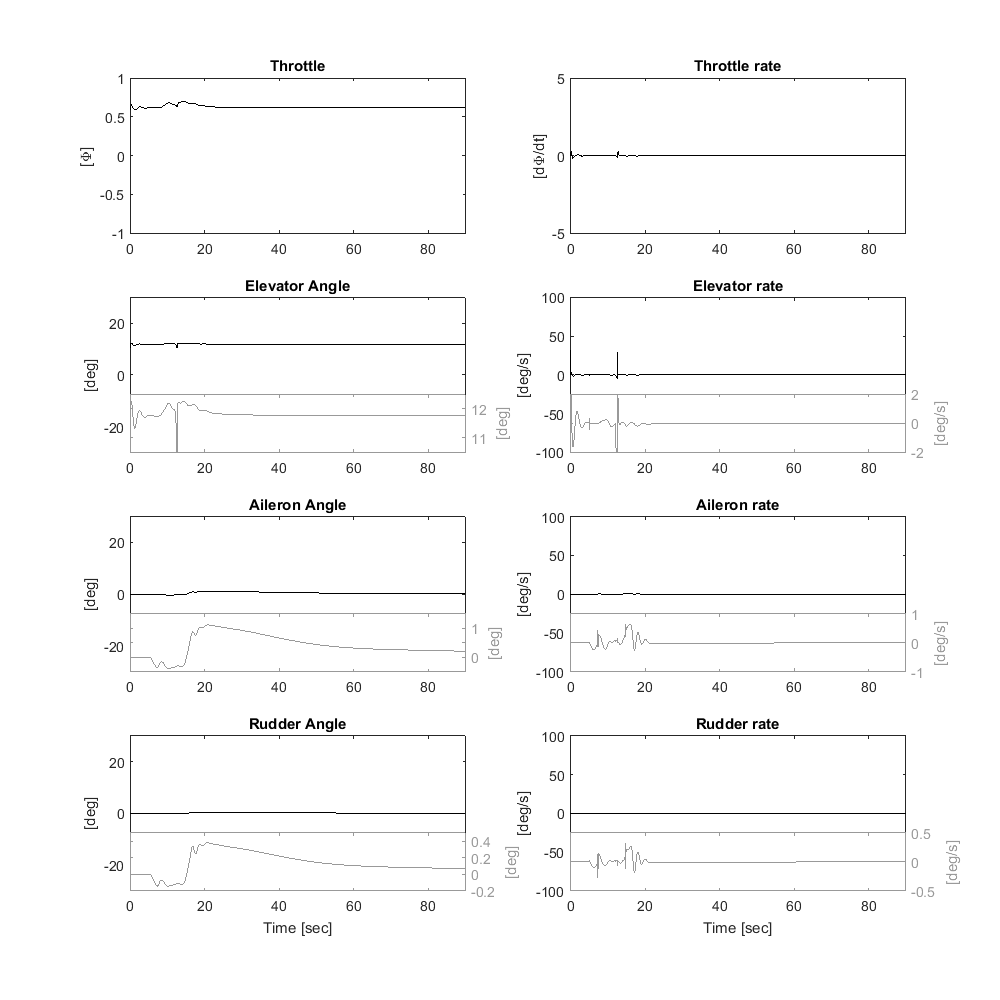 Throttle
1
0.5
0
-0.5
-1
[Φ]
0 20 40 60 80
Throttle rate
5
0
-5
[dΦ/dt]
0 20 40 60 80
Elevator Angle
20
0
-20
[deg]
12
11
[deg]
0 20 40 60 80
Elevator rate
100
50
0
-50
-100
[deg/s]
2
0
-2
[deg/s]
0 20 40 60 80
Aileron Angle
20
0
-20
[deg]
1
0
[deg]
0 20 40 60 80
Aileron rate
100
50
0
-50
-100
[deg/s]
1
0
-1
[deg/s]
0 20 40 60 80
Rudder Angle
20
0
-20
[deg]
0.4
0.2
0
-0.2
[deg]
0 20 40 60 80
Time [sec]
Rudder rate
100
50
0
-50
-100
[deg/s]
0.5
0
-0.5
[deg/s]
0 20 40 60 80
Time [sec]